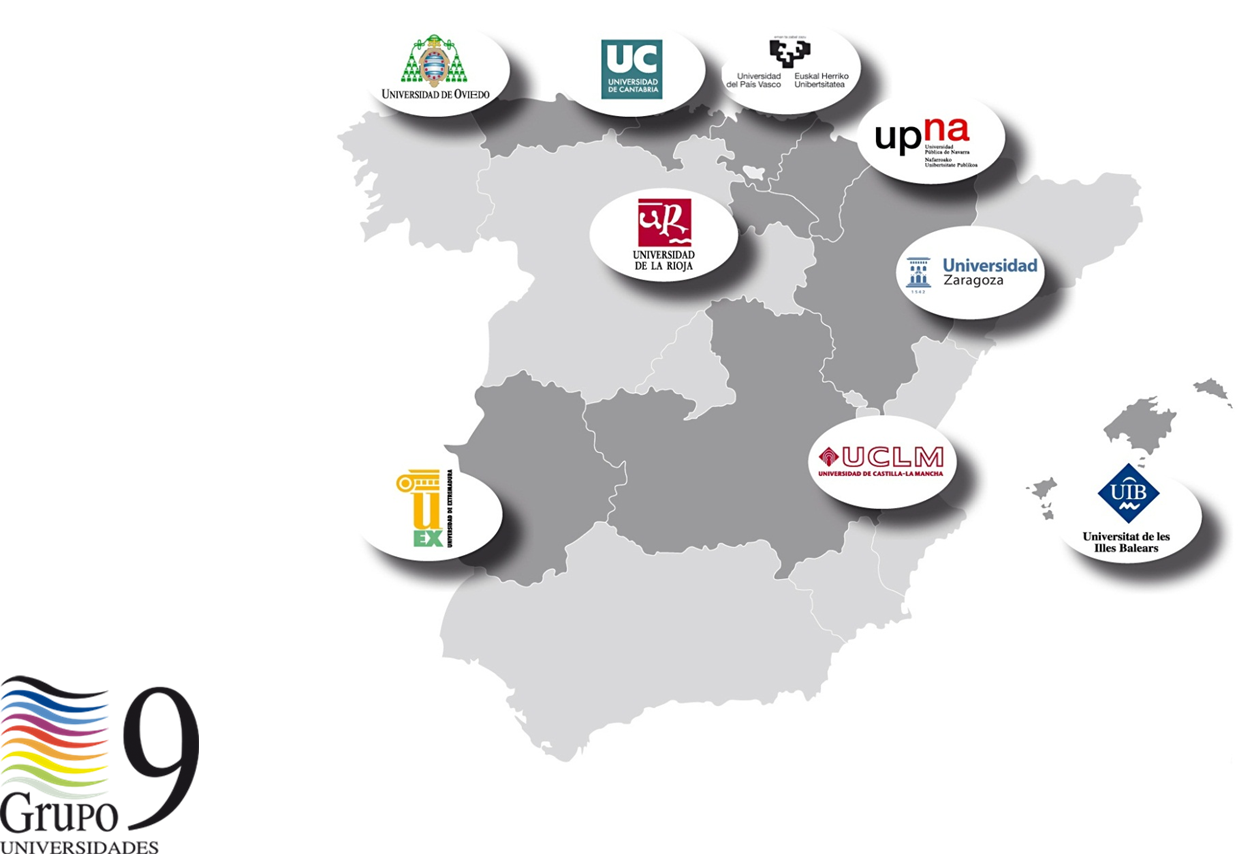 UNIVERSIDAD DE OVIEDO
UC
UNIVERSIDAD
DE CANTABRIA
Universidad
del País Vasco
Euskal Herriko
Unibertsitatea
upna
Universidad
Pública de Navarra
Nafarroako
Unibertsitate Publikoa
UR
UNIVERSIDAD
DE LA RIOJA
Universidad
Zaragoza
1542
UCLM
UNIVERSIDAD DE CASTILLA-LA MANCHA
u
EX
UNIVERSIDAD DE EXTREMADURA
UIB
Universitat de les
Illes Balears
9
GRUPO
UNIVERSIDADES